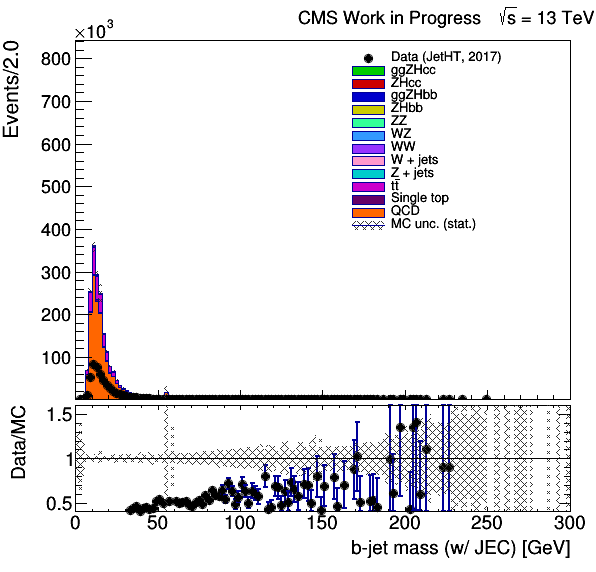 CMS Work in Progress √s = 13 TeV
×10³
Events/2.0
800
700
600
500
400
300
200
100
Data (JetHT, 2017)
ggZHcc
ZHcc
ggZHbb
ZHbb
ZZ
WZ
WW
W + jets
Z + jets
tt̄
Single top
QCD
MC unc. (stat.)
Data/MC
1.5
1
0.5
0 50 100 150 200 250 300
b-jet mass (w/ JEC) [GeV]